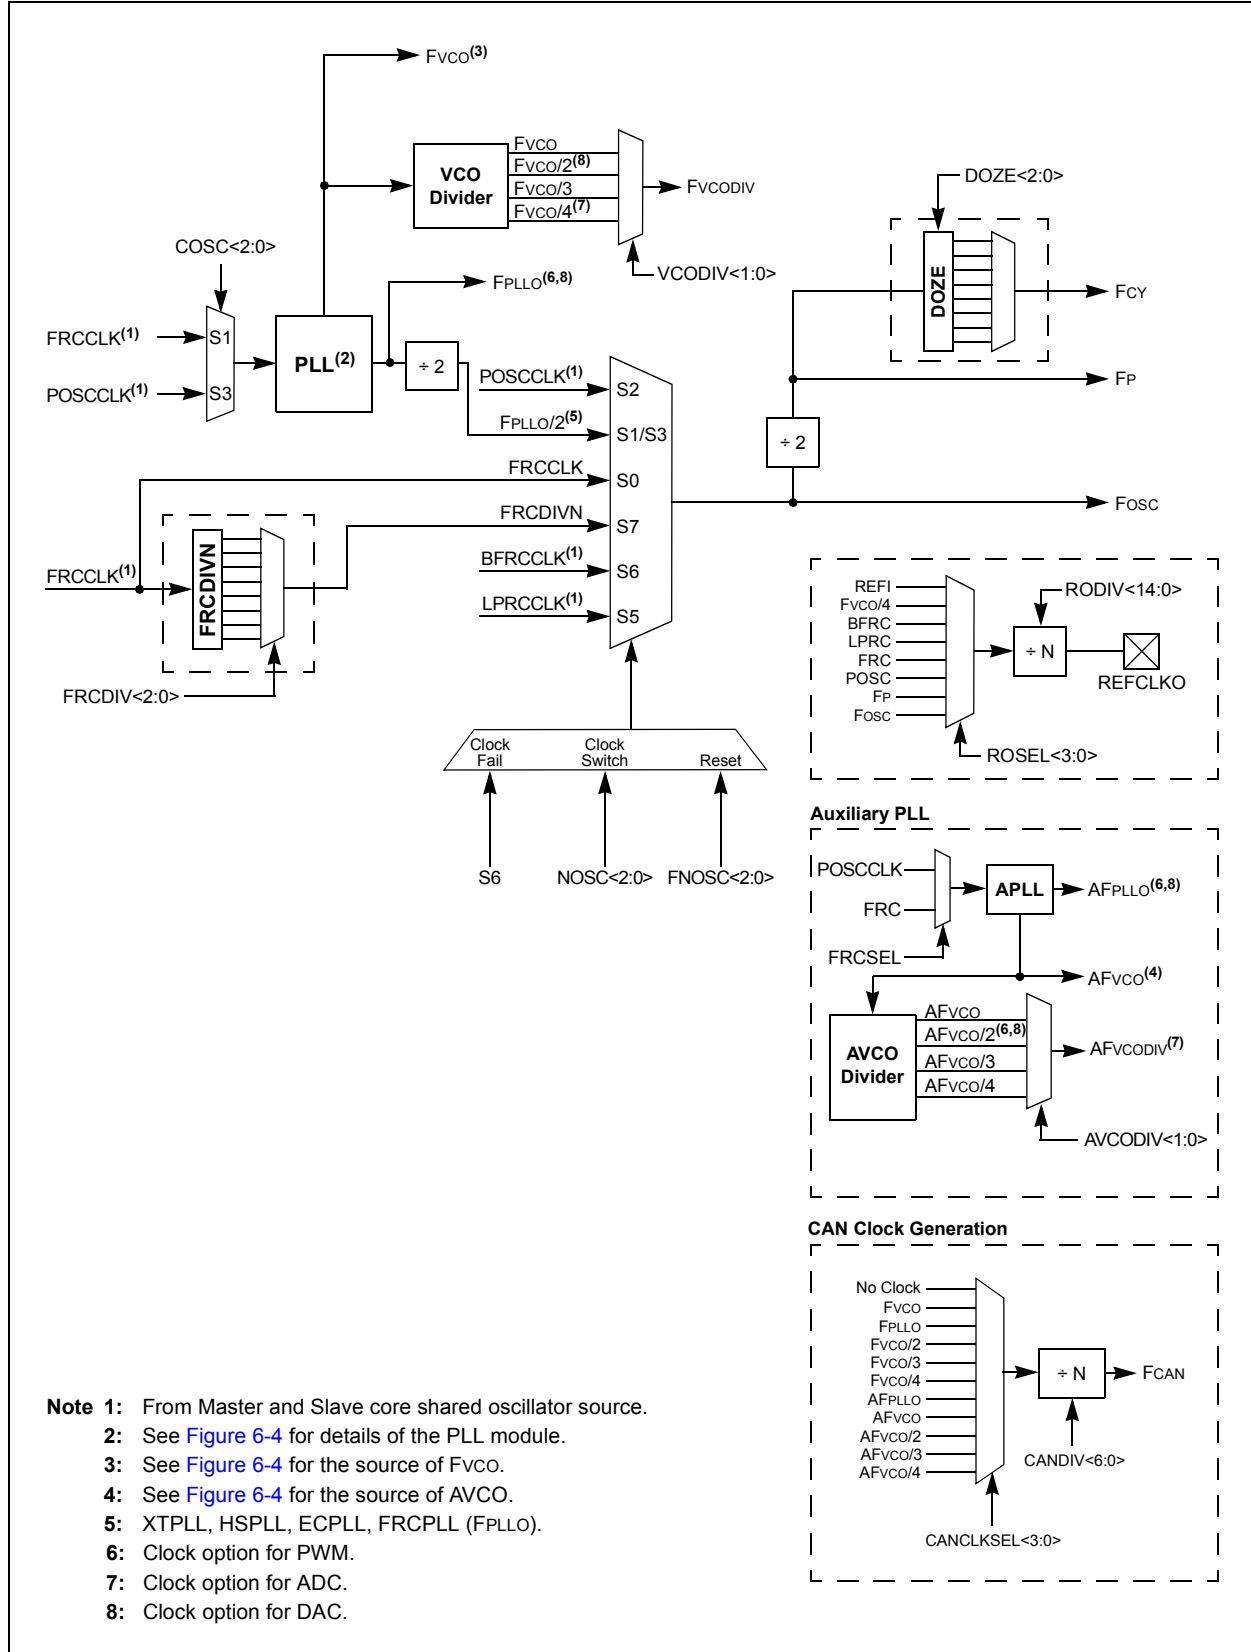 FVCO(3)
VCO
Divider
FVCO
FVCO/2(8)
FVCO/3
FVCO/4(7)
FVCODIV
VCODIV<1:0>
DOZE<2:0>
DOZE
FCY
COSC<2:0>
FRCCLK(1)
S1
POSCCLK(1)
S3
PLL(2)
FPLLO(6,8)
÷ 2
POSCCLK(1)
S2
FPLLO/2(5)
S1/S3
FRCCLK
S0
FRCDIVN
S7
BFRCCLK(1)
S6
LPRCCLK(1)
S5
FP
÷ 2
FOSC
FRCCLK(1)
FRCDIVN
FRCDIV<2:0>
Clock
Fail
Clock
Switch
Reset
S6
NOSC<2:0>
FNOSC<2:0>
REFI
FVCO/4
BFRC
LPRC
FRC
POSC
FP
FOSC
RODIV<14:0>
÷ N
REFCLKO
ROSEL<3:0>
Auxiliary PLL
POSCCLK
FRC
FRCSEL
APLL
AFPLLO(6,8)
AFVCO(4)
AVCO
Divider
AFVCO
AFVCO/2(6,8)
AFVCO/3
AFVCO/4
AFVCODIV(7)
AVCODIV<1:0>
CAN Clock Generation
No Clock
FVCO
FPLLO
FVCO/2
FVCO/3
FVCO/4
AFPLLO
AFVCO
AFVCO/2
AFVCO/3
AFVCO/4
÷ N
FCAN
CANDIV<6:0>
CANCLKSEL<3:0>
Note 1: From Master and Slave core shared oscillator source.
2: See Figure 6-4 for details of the PLL module.
3: See Figure 6-4 for the source of FVCO.
4: See Figure 6-4 for the source of AVCO.
5: XTPLL, HSPLL, ECPLL, FRCPLL (FPLLO).
6: Clock option for PWM.
7: Clock option for ADC.
8: Clock option for DAC.